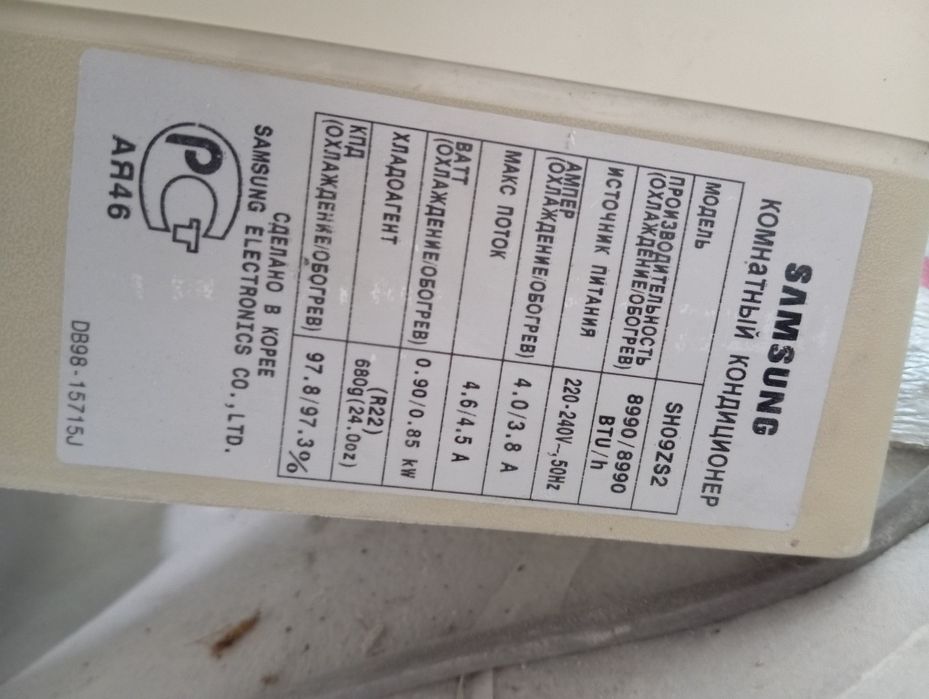 SAMSUNG
КОМНАТНЫЙ КОНДИЦИОНЕР
МОДЕЛЬ SH09ZS2
ПРОИЗВОДИТЕЛЬНОСТЬ
(ОХЛАЖДЕНИЕ/ОБОГРЕВ) 8990/8990
BTU/h
ИСТОЧНИК ПИТАНИЯ 220-240V~,50Hz
АМПЕР
(ОХЛАЖДЕНИЕ/ОБОГРЕВ) 4.0/3.8 A
МАКС ПОТОК 4.6/4.5 A
ВАТТ
(ОХЛАЖДЕНИЕ/ОБОГРЕВ) 0.90/0.85 kW
ХЛАДОАГЕНТ (R22)
680g(24.0oz)
КПД
(ОХЛАЖДЕНИЕ/ОБОГРЕВ) 97.8/97.3%
СДЕЛАНО В КОРЕЕ
SAMSUNG ELECTRONICS CO.,LTD.
РСТ
АЯ46
DB98-15715J